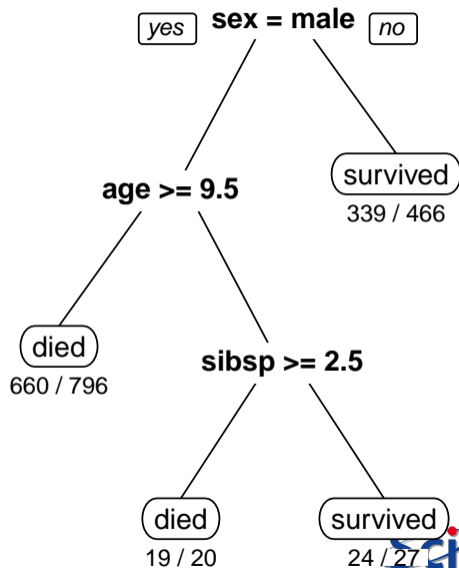 yes sex = male no
survived
339 / 466
age >= 9.5
died
660 / 796
sibsp >= 2.5
died survived
19 / 20 24 / 27